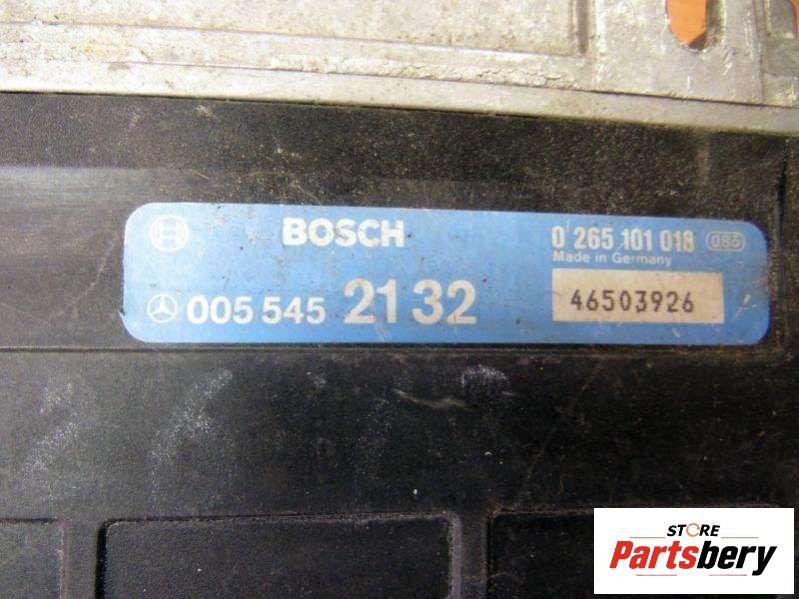 BOSCH
0 265 101 018
Made in Germany
005 545 21 32
46503926
STORE
Partsbery